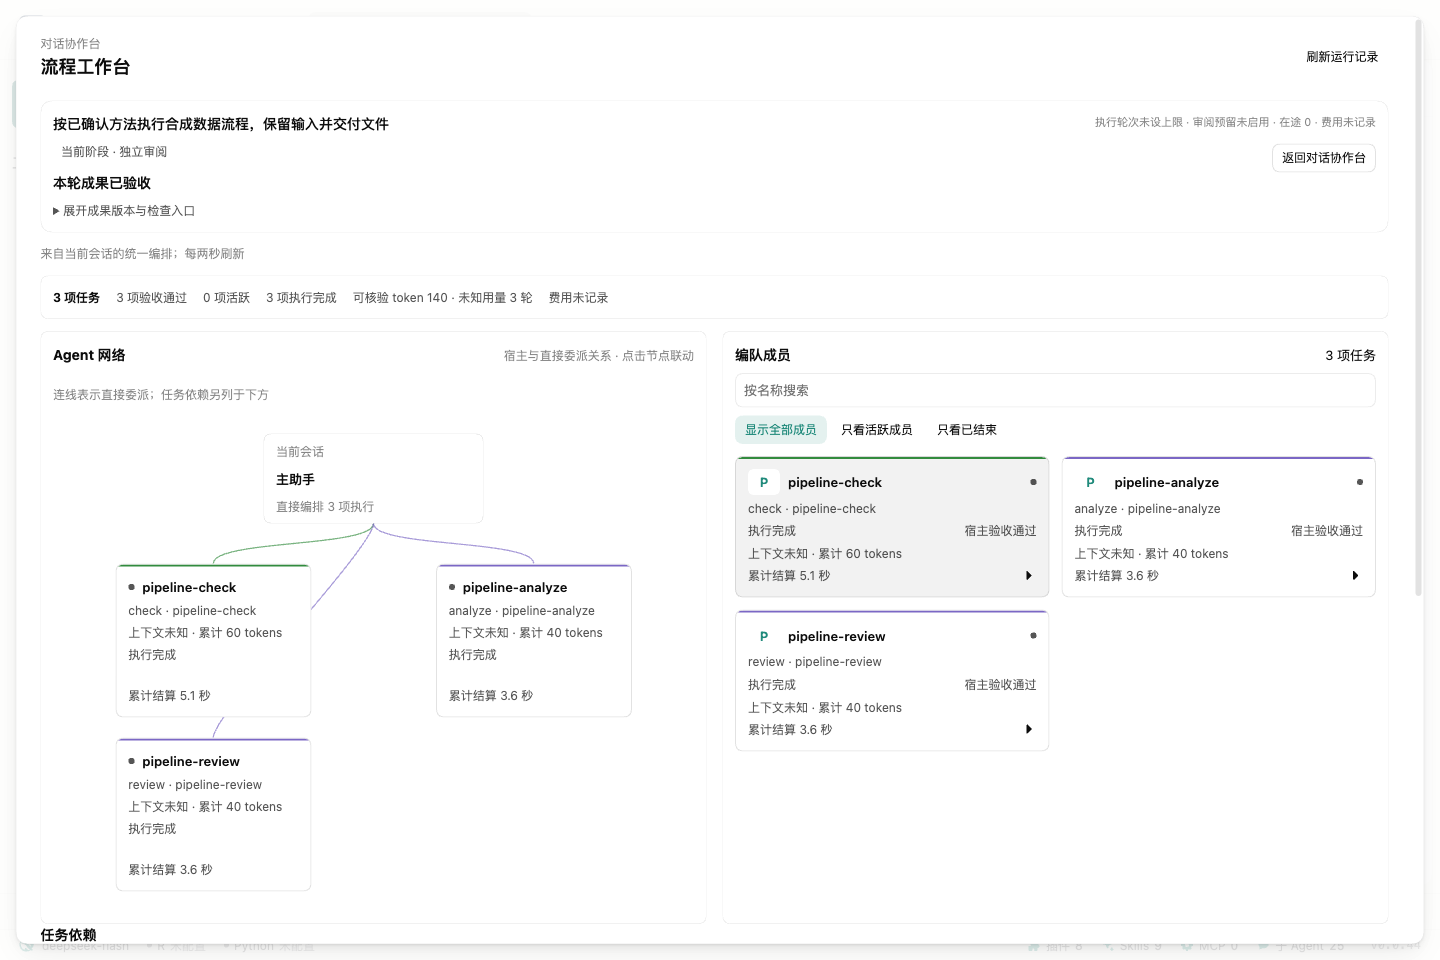 对话协作台
流程工作台
刷新运行记录
按已确认方法执行合成数据流程，保留输入并交付文件
执行轮次未设上限 · 审阅预留未启用 · 在途 0 · 费用未记录
当前阶段 · 独立审阅
返回对话协作台
本轮成果已验收
展开成果版本与检查入口
来自当前会话的统一编排；每两秒刷新
3 项任务 3 项验收通过 0 项活跃 3 项执行完成 可核验 token 140 · 未知用量 3 轮 费用未记录
Agent 网络
宿主与直接委派关系 · 点击节点联动
连线表示直接委派；任务依赖另列于下方
当前会话
主助手
直接编排 3 项执行
pipeline-check
check · pipeline-check
上下文未知 · 累计 60 tokens
执行完成
累计结算 5.1 秒
pipeline-analyze
analyze · pipeline-analyze
上下文未知 · 累计 40 tokens
执行完成
累计结算 3.6 秒
pipeline-review
review · pipeline-review
上下文未知 · 累计 40 tokens
执行完成
累计结算 3.6 秒
编队成员
3 项任务
按名称搜索
显示全部成员 只看活跃成员 只看已结束
P pipeline-check
check · pipeline-check
执行完成 宿主验收通过
上下文未知 · 累计 60 tokens
累计结算 5.1 秒
P pipeline-analyze
analyze · pipeline-analyze
执行完成 宿主验收通过
上下文未知 · 累计 40 tokens
累计结算 3.6 秒
P pipeline-review
review · pipeline-review
执行完成 宿主验收通过
上下文未知 · 累计 40 tokens
累计结算 3.6 秒
任务依赖
deepseek-flash R 未配置 Python 未配置
插件 8 Skills 9 MCP 0 子 Agent 25